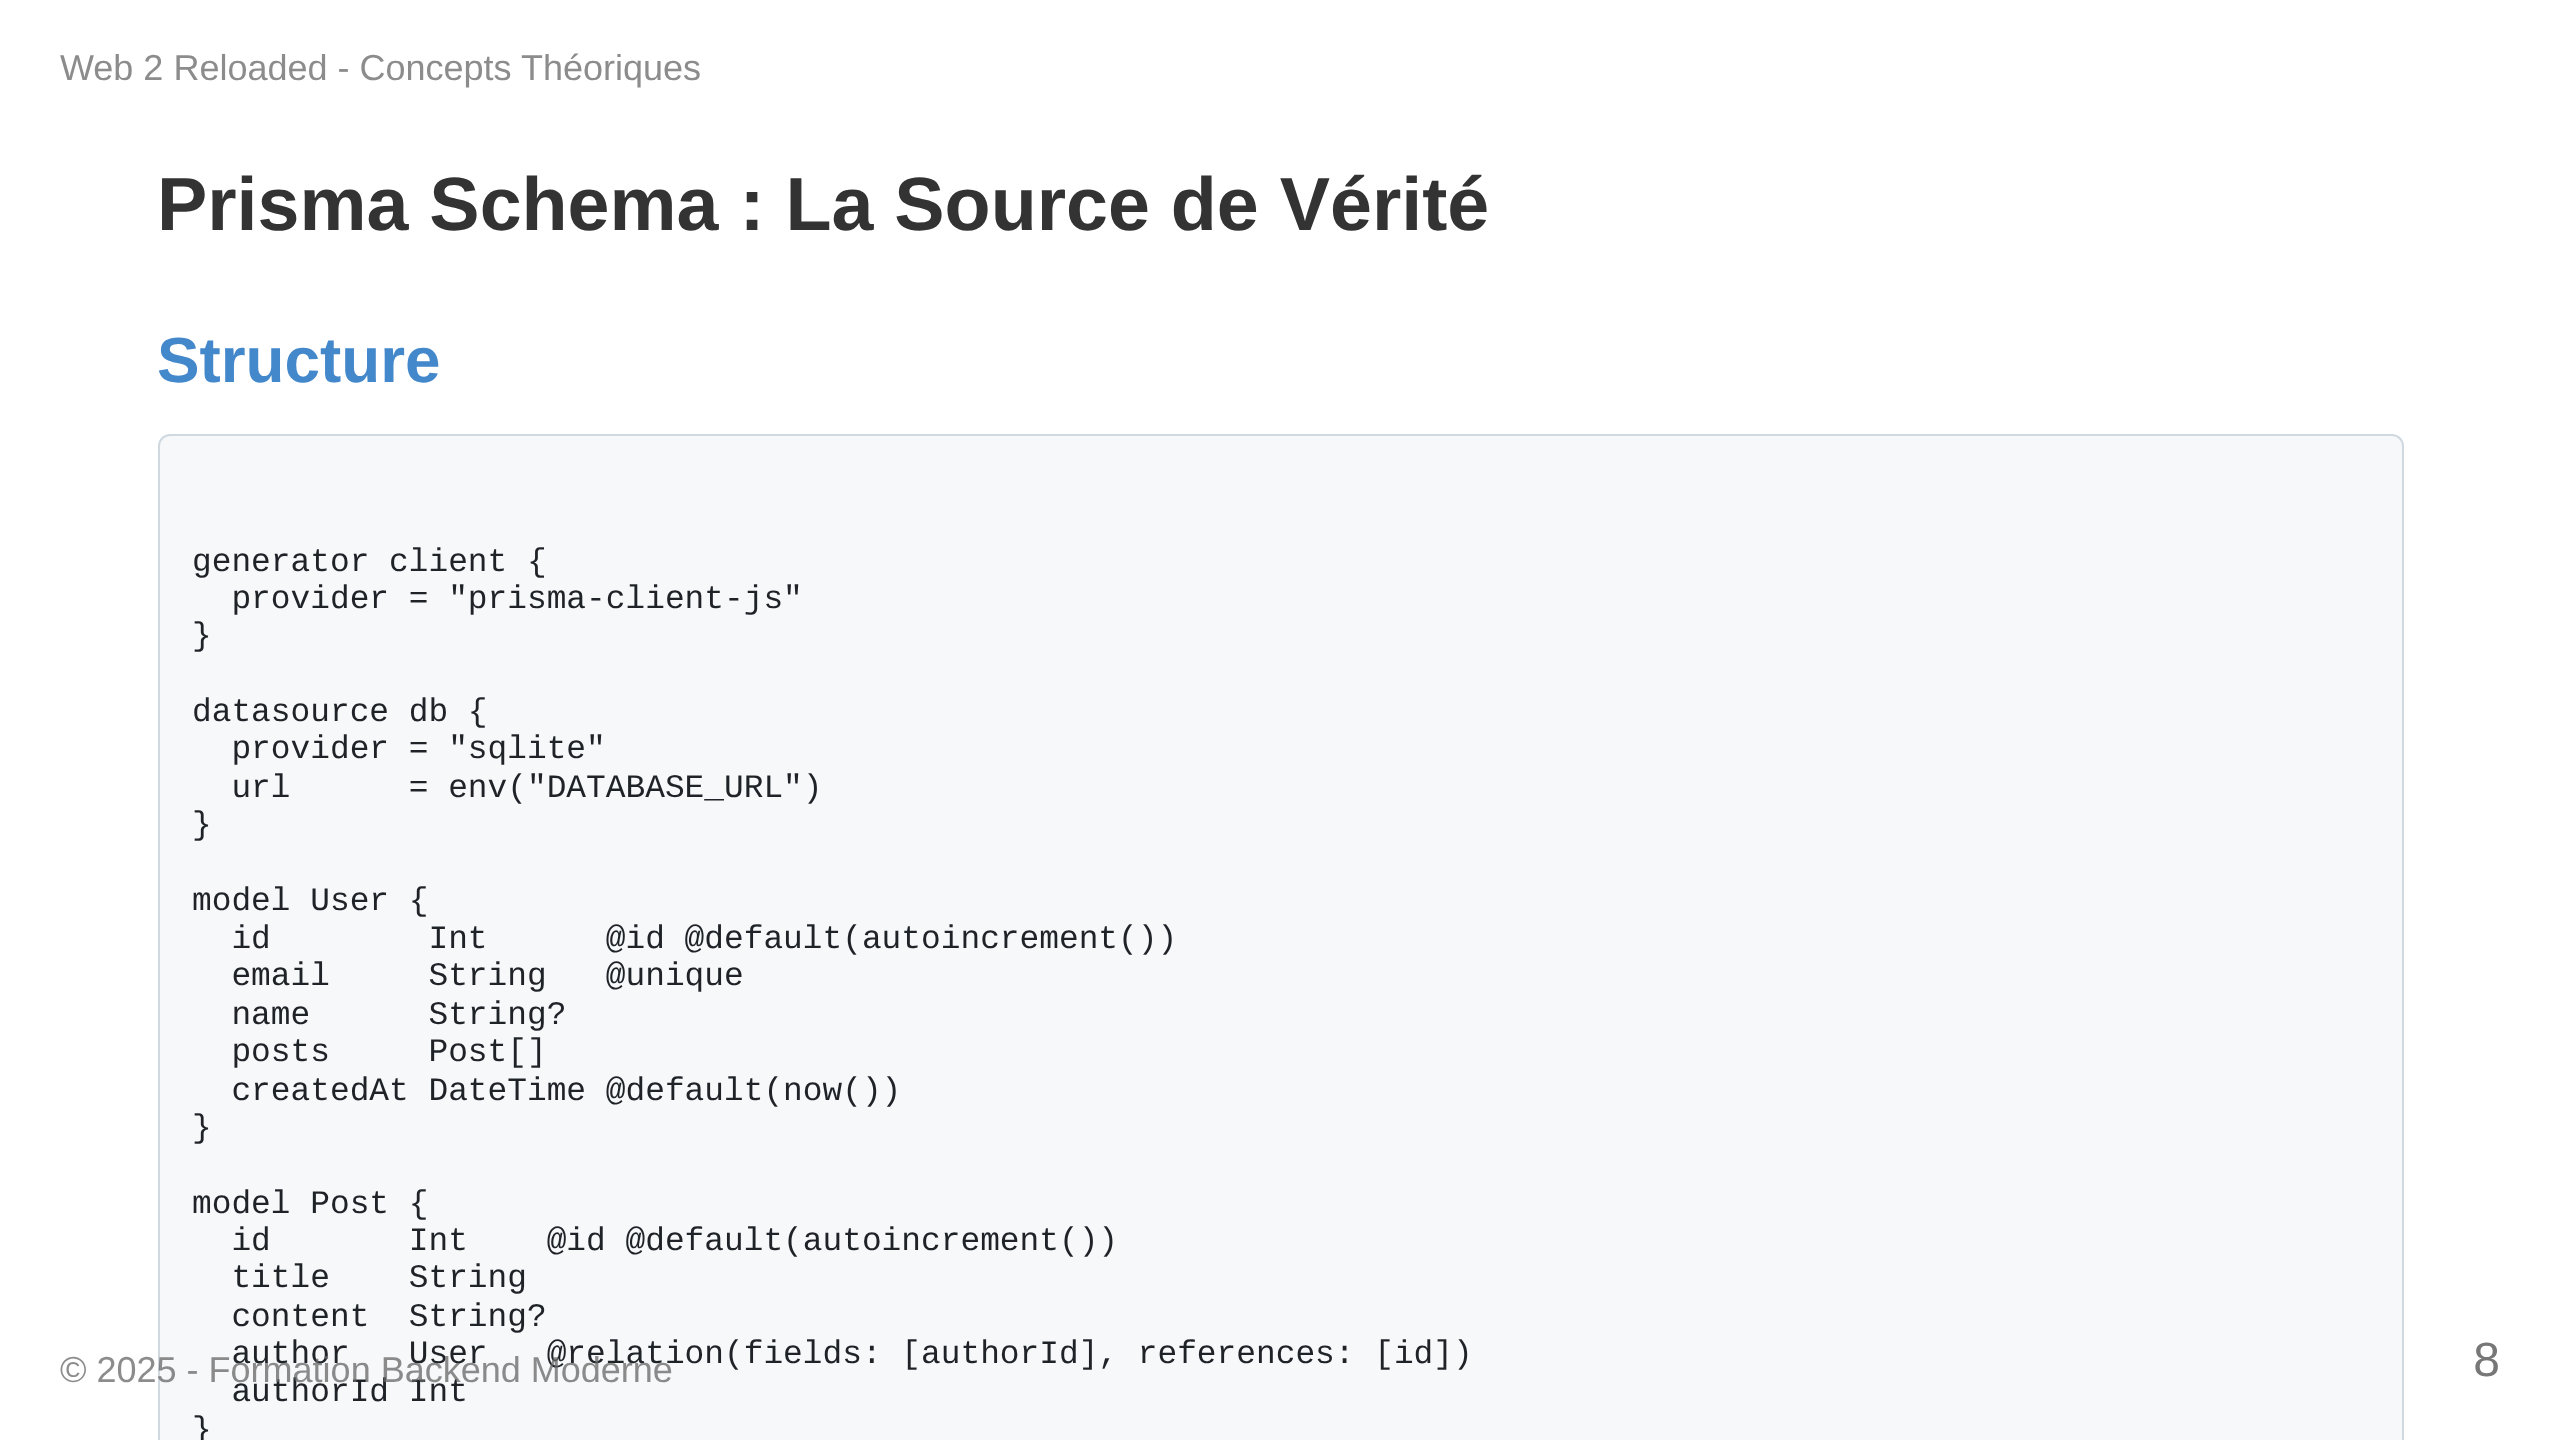 Web 2 Reloaded - Concepts Théoriques
Prisma Schema : La Source de Vérité
Structure
generator client {
  provider = "prisma-client-js"
}

datasource db {
  provider = "sqlite"
  url      = env("DATABASE_URL")
}

model User {
  id        Int      @id @default(autoincrement())
  email     String   @unique
  name      String?
  posts     Post[]
  createdAt DateTime @default(now())
}

model Post {
  id       Int    @id @default(autoincrement())
  title    String
  content  String?
  author   User   @relation(fields: [authorId], references: [id])
  authorId Int
}
© 2025 - Formation Backend Moderne
8